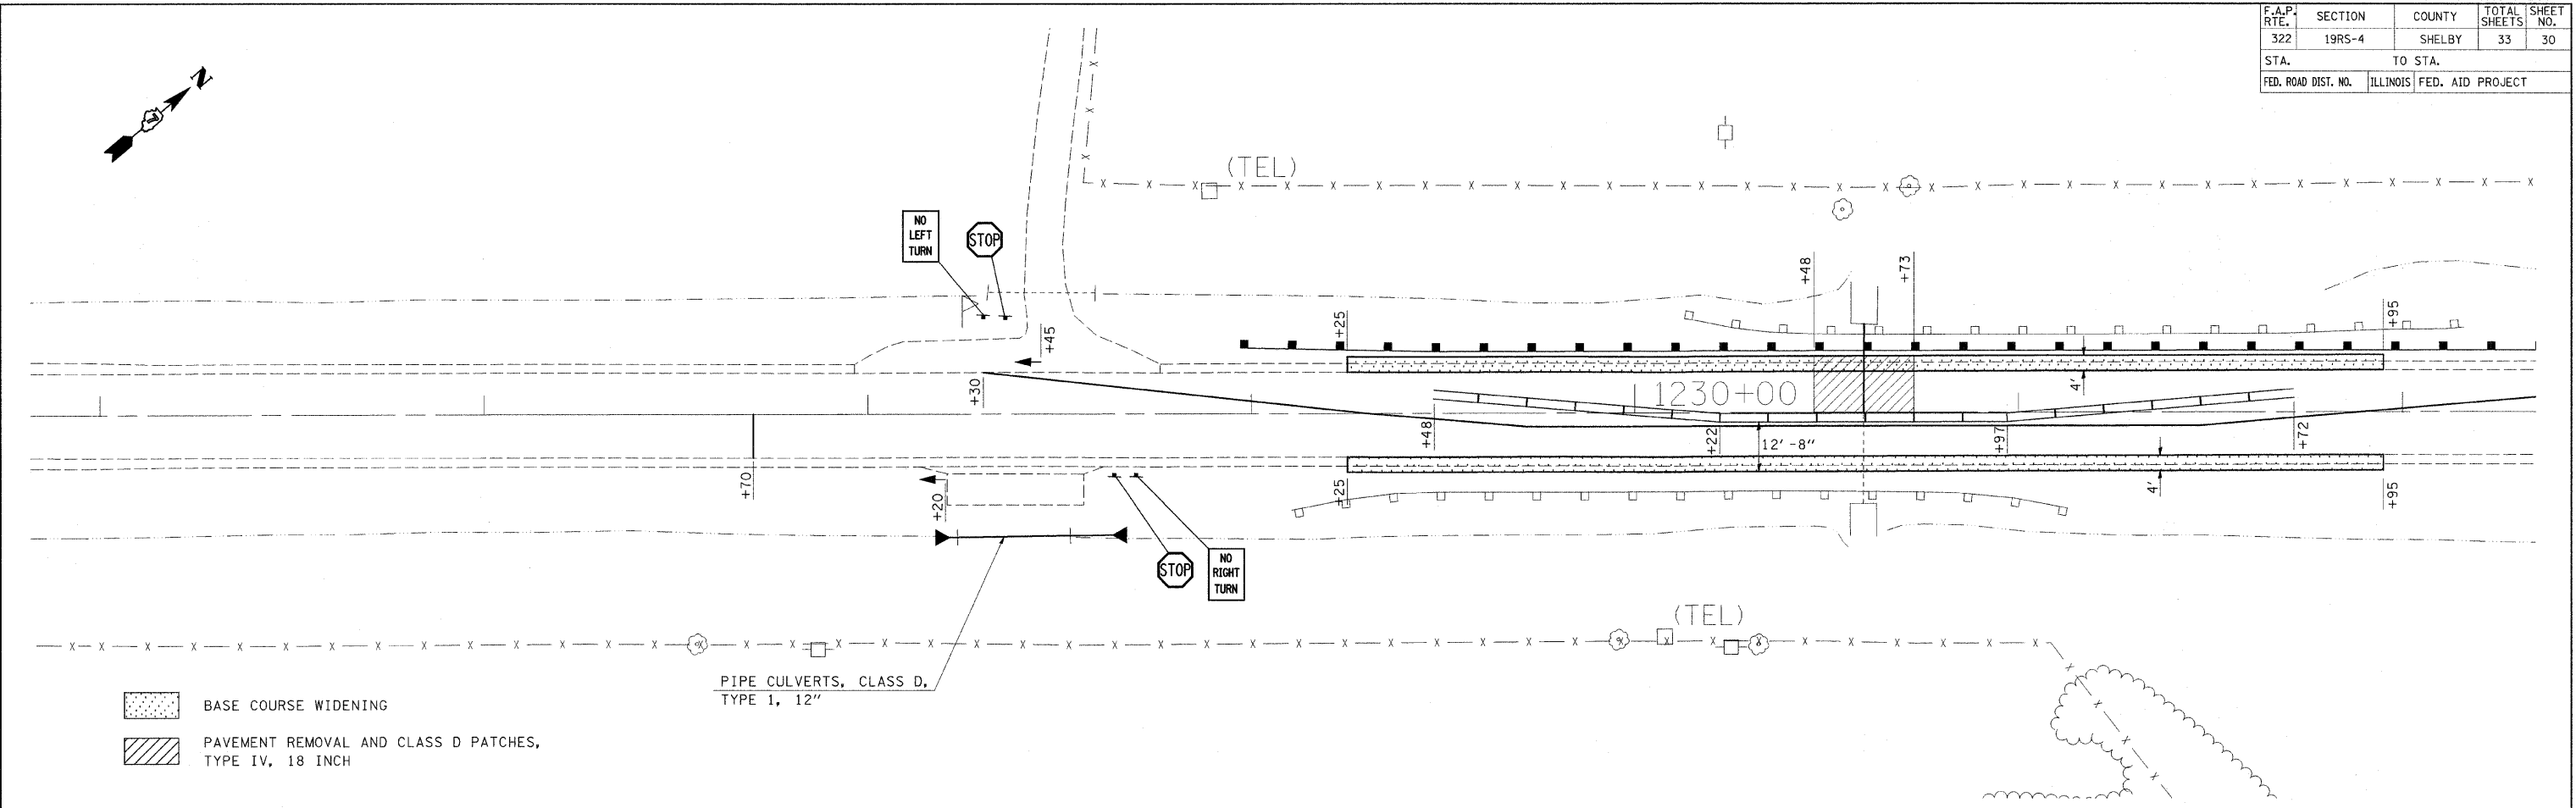 F.A.P. RTE. SECTION COUNTY TOTAL SHEETS SHEET NO.
322 19RS-4 SHELBY 33 30
STA. TO STA.
FED. ROAD DIST. NO. ILLINOIS FED. AID PROJECT
N
(TEL)
NO
LEFT
TURN
STOP
+48
+73
+45
+25
+95
+30
1230+00
4'
+48
+22
12'-8"
+97
+72
+70
+20
+25
4'
+95
STOP
NO
RIGHT
TURN
(TEL)
PIPE CULVERTS, CLASS D,
TYPE 1, 12"
BASE COURSE WIDENING
PAVEMENT REMOVAL AND CLASS D PATCHES,
TYPE IV, 18 INCH